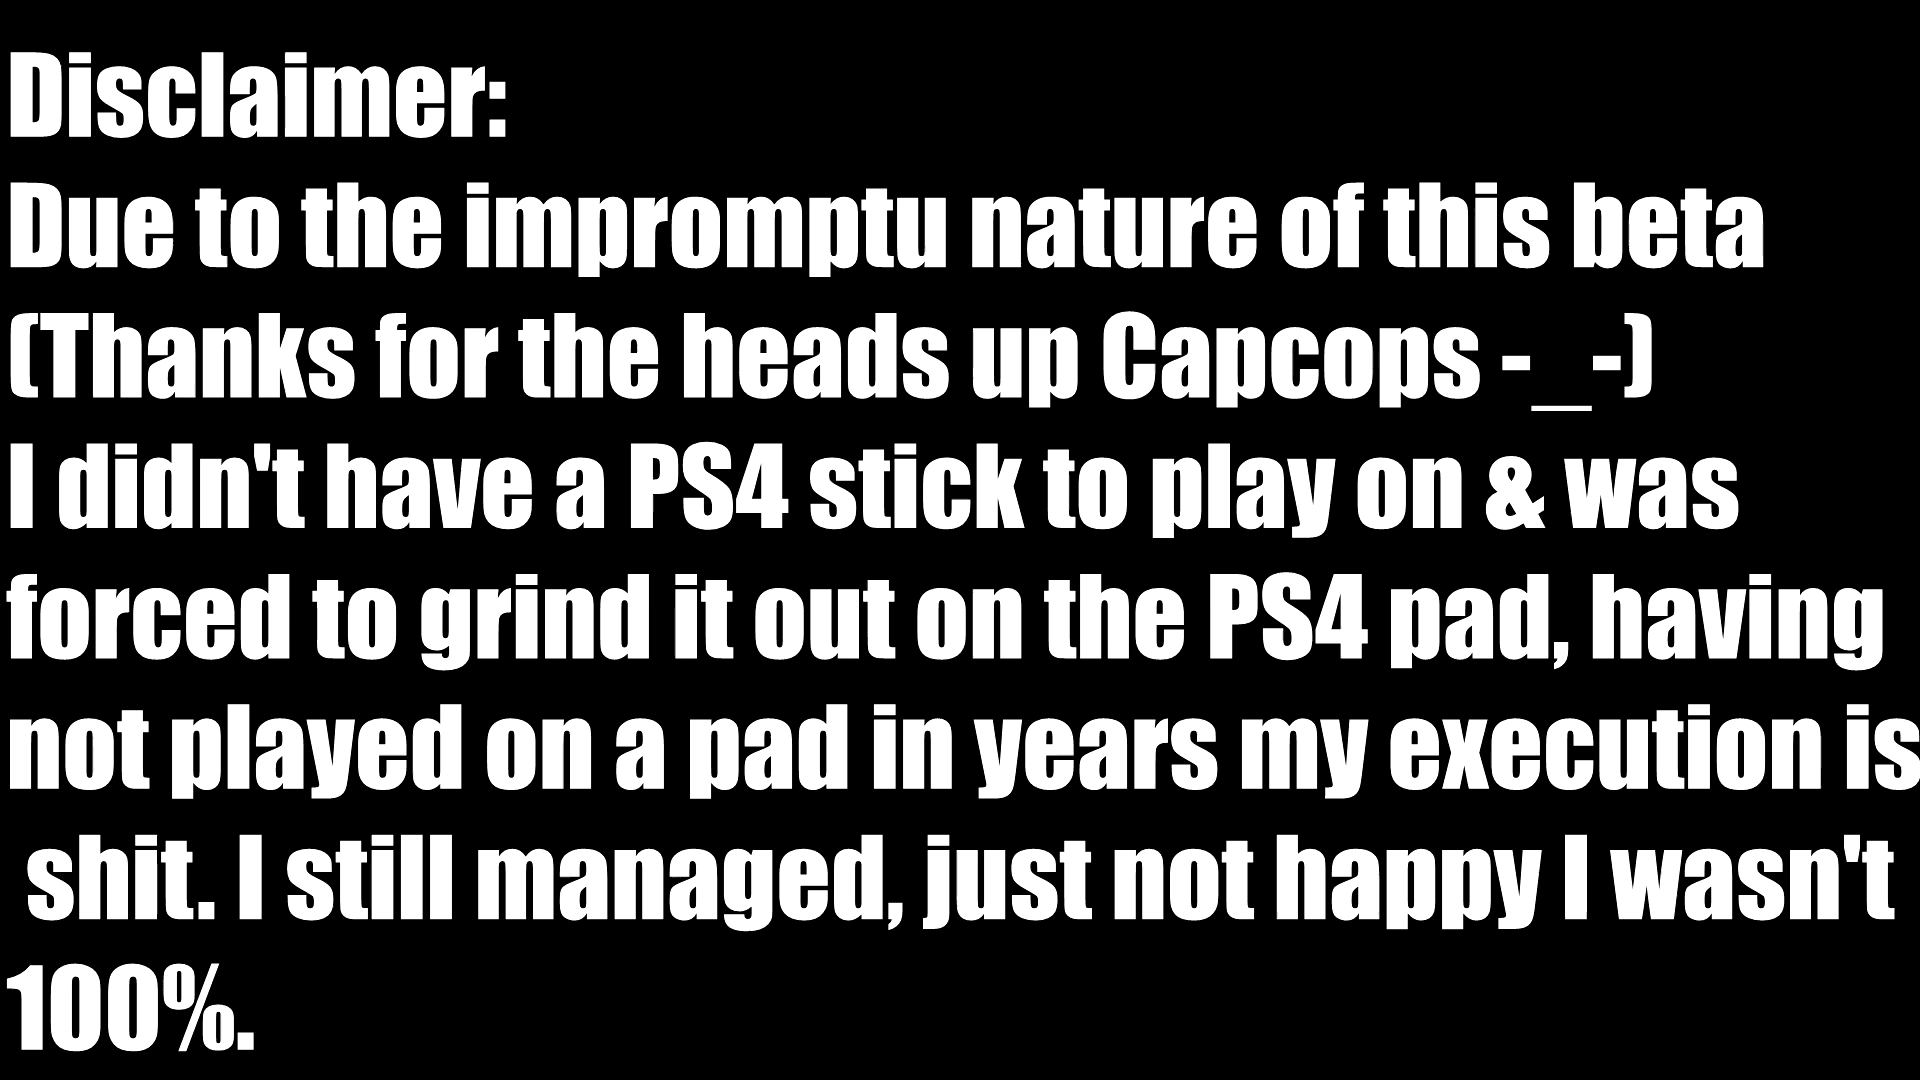 Disclaimer:
Due to the impromptu nature of this beta
(Thanks for the heads up Capcops -_-)
I didn't have a PS4 stick to play on & was
forced to grind it out on the PS4 pad, having
not played on a pad in years my execution is
shit. I still managed, just not happy I wasn't
100%.